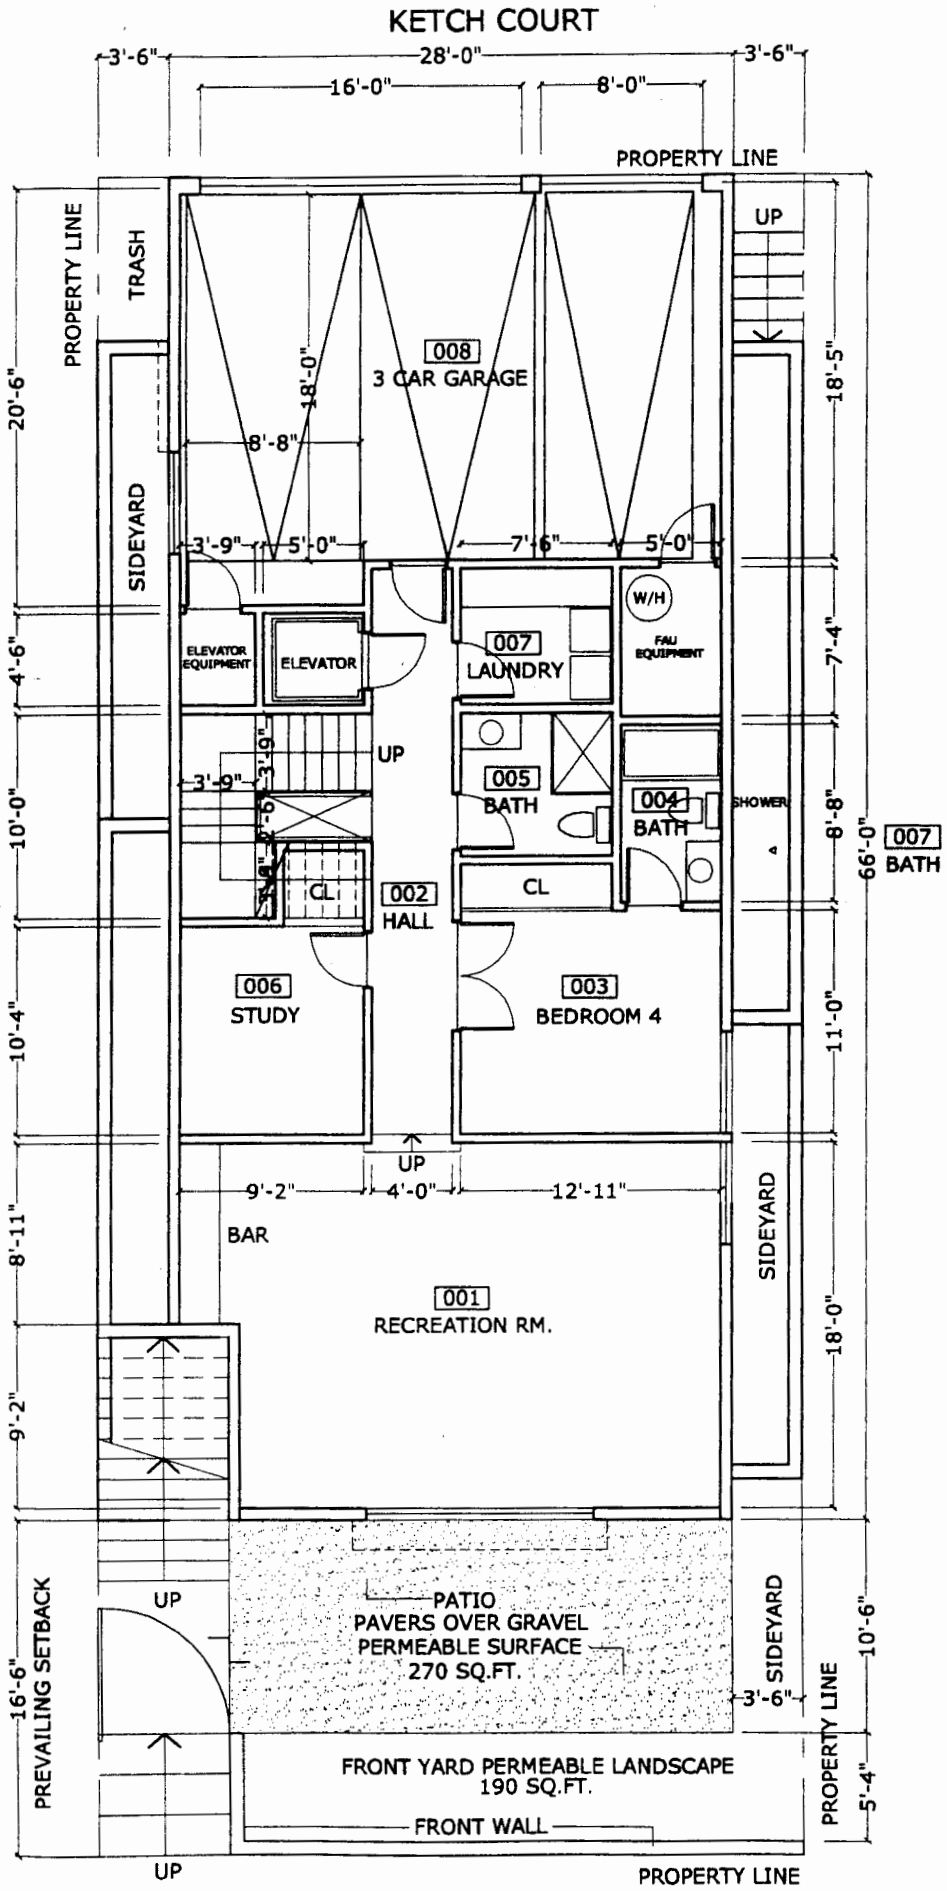 KETCH COURT
3'-6"
28'-0"
3'-6"
16'-0"
8'-0"
PROPERTY LINE
PROPERTY LINE
TRASH
UP
008
3 CAR GARAGE
18'-0"
18'-5"
20'-6"
8'-8"
SIDEYARD
3'-9"
5'-0"
7'-6"
5'-0"
W/H
ELEVATOR
EQUIPMENT
ELEVATOR
007
LAUNDRY
FAU
EQUIPMENT
4'-6"
7'-4"
UP
3'-9"
3'-9"
005
BATH
004
BATH
SHOWER
10'-0"
8'-8"
66'-0"
007
BATH
CL
002
HALL
CL
006
STUDY
003
BEDROOM 4
10'-4"
11'-0"
UP
9'-2"
4'-0"
12'-11"
8'-11"
BAR
SIDEYARD
001
RECREATION RM.
18'-0"
9'-2"
UP
PATIO
PAVERS OVER GRAVEL
PERMEABLE SURFACE
270 SQ.FT.
SIDEYARD
10'-6"
PREVAILING SETBACK
16'-6"
3'-6"
PROPERTY LINE
FRONT YARD PERMEABLE LANDSCAPE
190 SQ.FT.
5'-4"
FRONT WALL
UP
PROPERTY LINE